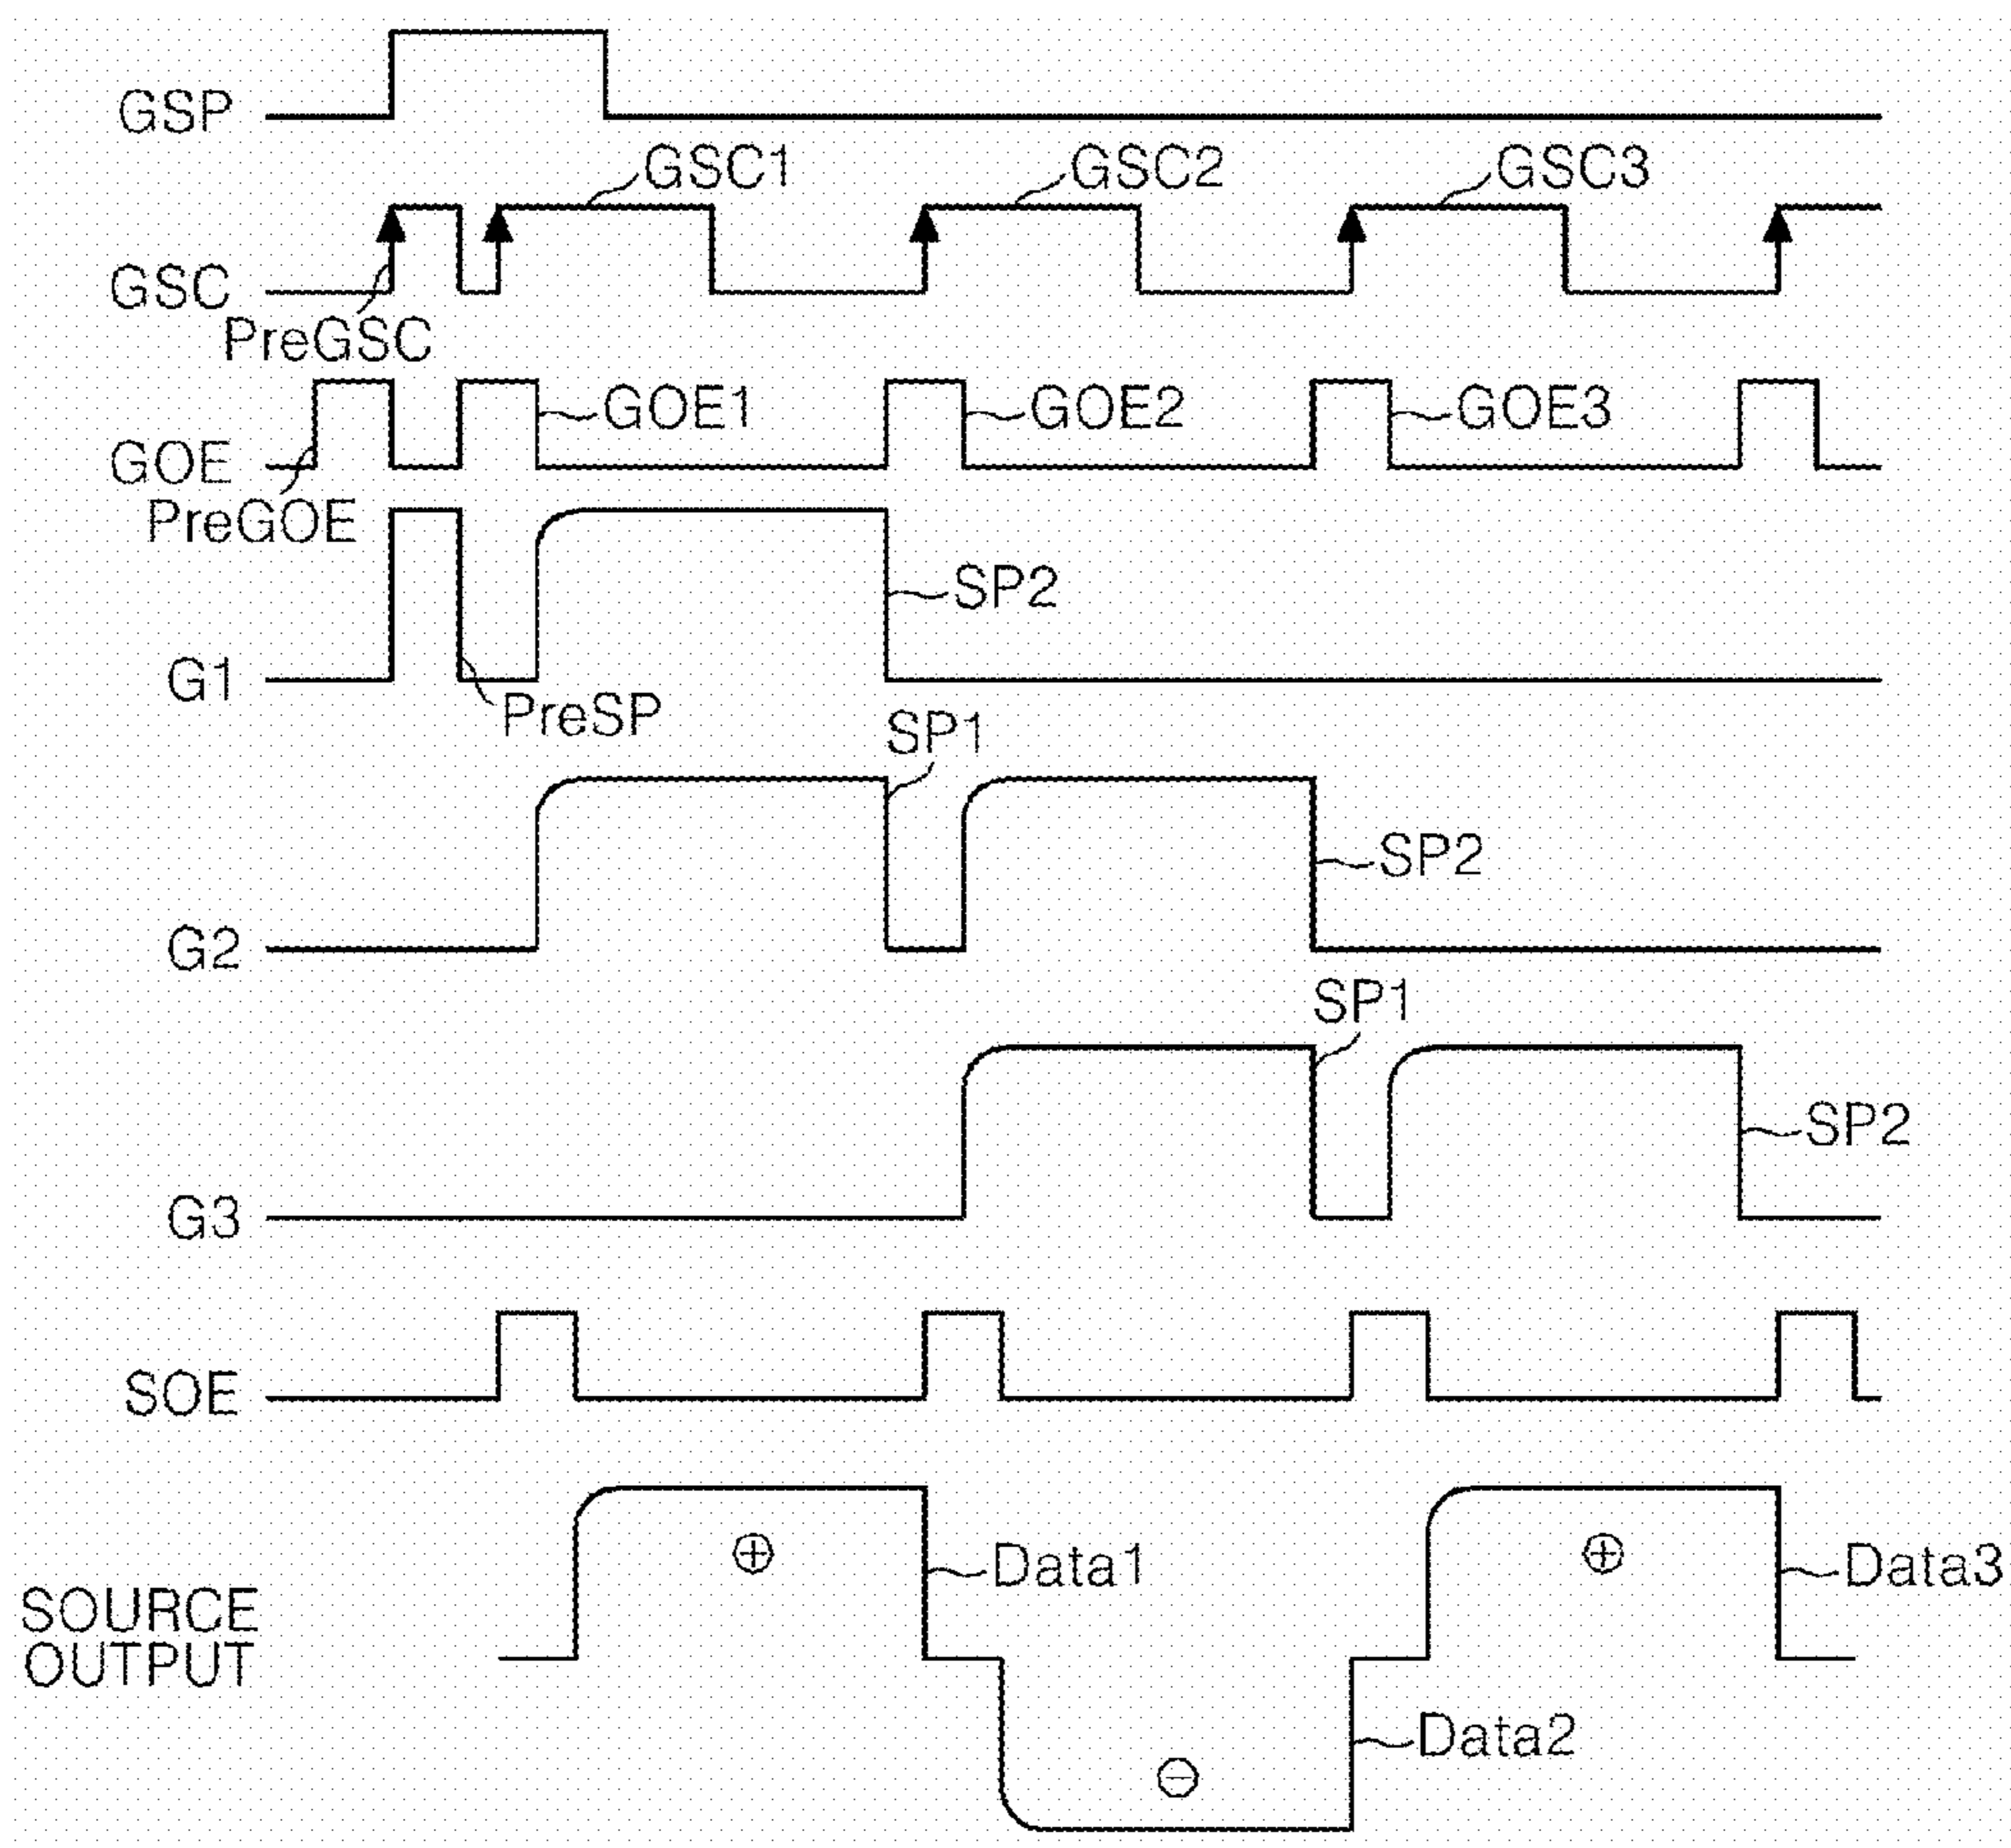 GSP
GSC1 GSC2 GSC3
GSC
PreGSC
GOE1 GOE2 GOE3
GOE
PreGOE
SP2
G1
PreSP
SP1
SP2
G2
SP1
SP2
G3
SOE
⊕ ⊕
Data1 Data3
SOURCE
OUTPUT
Data2
⊖